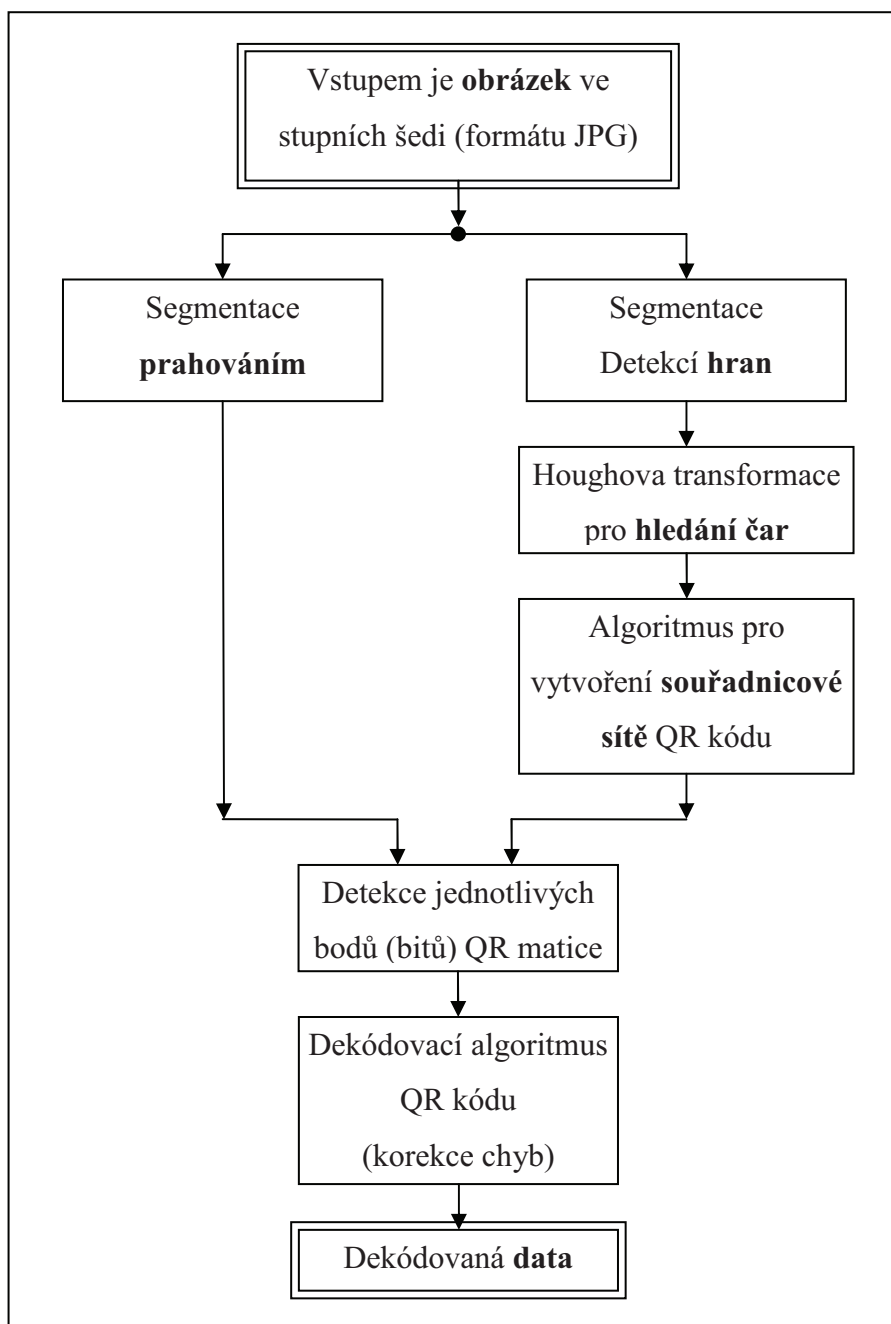 Vstupem je obrázek ve
stupních šedi (formátu JPG)
Segmentace
prahováním
Segmentace
Detekcí hran
Houghova transformace
pro hledání čar
Algoritmus pro
vytvoření souřadnicové
sítě QR kódu
Detekce jednotlivých
bodů (bitů) QR matice
Dekódovací algoritmus
QR kódu
(korekce chyb)
Dekódovaná data